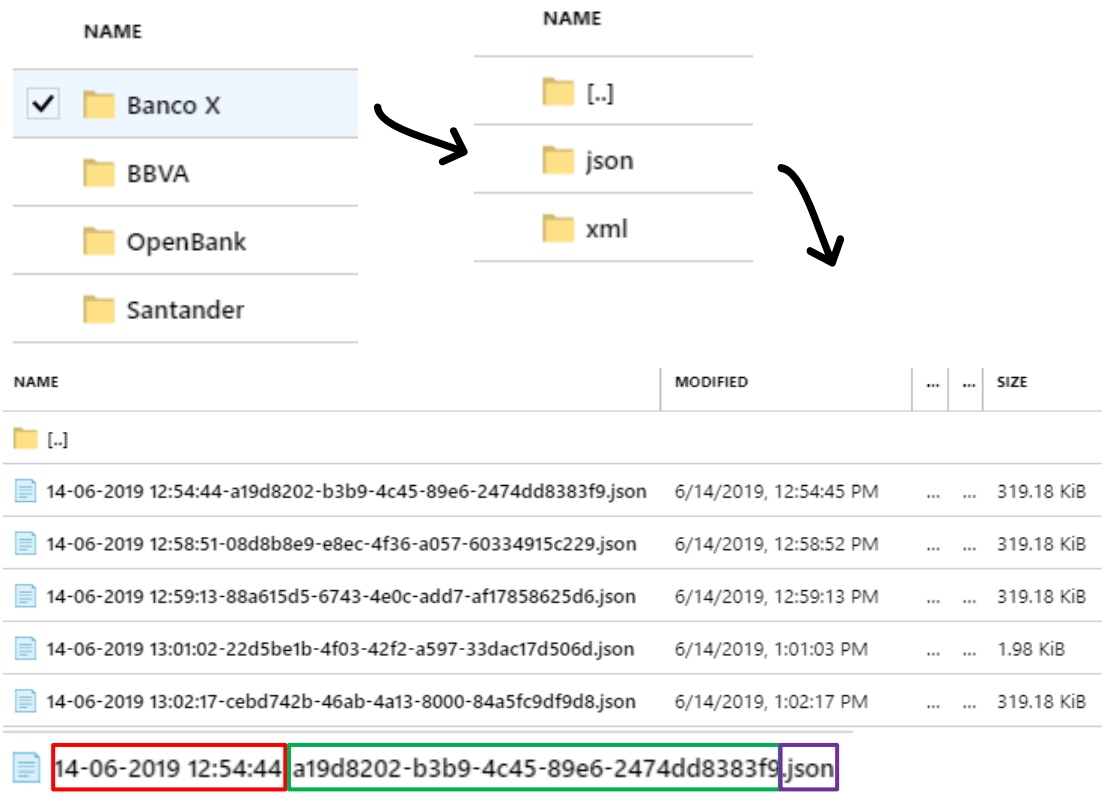 NAME
Banco X
BBVA
OpenBank
Santander
NAME
[..]
json
xml
NAME MODIFIED ... ... SIZE
[..]
14-06-2019 12:54:44-a19d8202-b3b9-4c45-89e6-2474dd8383f9.json 6/14/2019, 12:54:45 PM ... ... 319.18 KiB
14-06-2019 12:58:51-08d8b8e9-e8ec-4f36-a057-60334915c229.json 6/14/2019, 12:58:52 PM ... ... 319.18 KiB
14-06-2019 12:59:13-88a615d5-6743-4e0c-add7-af17858625d6.json 6/14/2019, 12:59:13 PM ... ... 319.18 KiB
14-06-2019 13:01:02-22d5be1b-4f03-42f2-a597-33dac17d506d.json 6/14/2019, 1:01:03 PM ... ... 1.98 KiB
14-06-2019 13:02:17-cebd742b-46ab-4a13-8000-84a5fc9df9d8.json 6/14/2019, 1:02:17 PM ... ... 319.18 KiB
14-06-2019 12:54:44 a19d8202-b3b9-4c45-89e6-2474dd8383f9.json